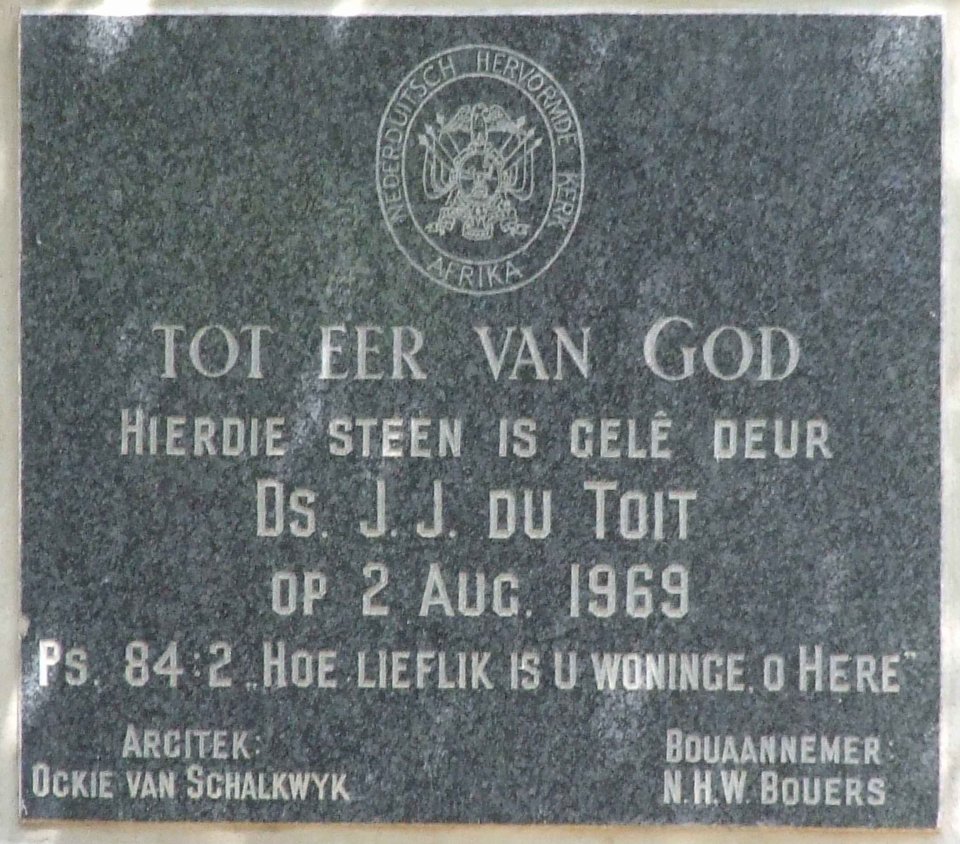 NEDERDUITSCH HERVORMDE KERK
AFRIKA
TOT EER VAN GOD
HIERDIE STEEN IS GELÊ DEUR
DS. J.J. DU TOIT
OP 2 AUG. 1969
PS. 84:2 „HOE LIEFLIK IS U WONINGE, O HERE"
ARGITEK:
OCKIE VAN SCHALKWYK
BOUAANNEMER:
N.H.W. BOUERS